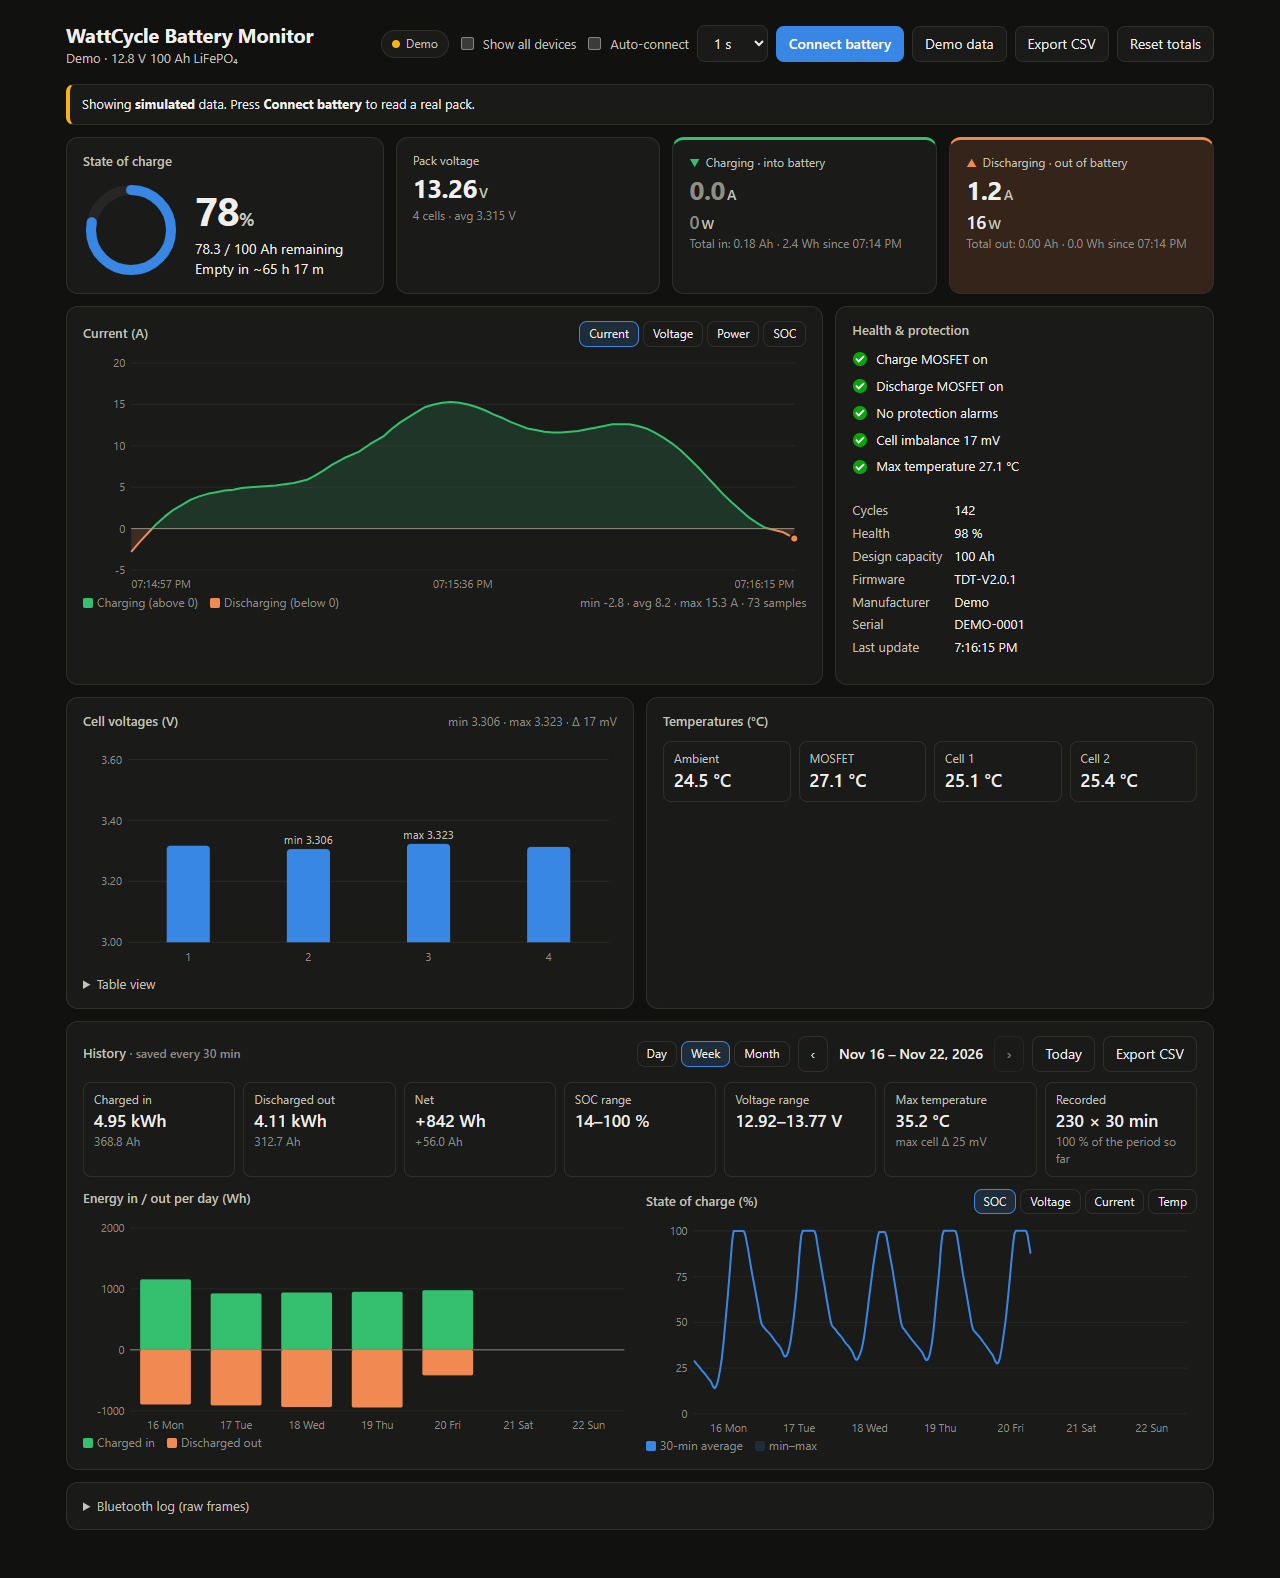 WattCycle Battery Monitor
Demo · 12.8 V 100 Ah LiFePO₄
Demo
Show all devices
Auto-connect
1 s
Connect battery
Demo data
Export CSV
Reset totals
Showing simulated data. Press Connect battery to read a real pack.
State of charge
78%
78.3 / 100 Ah remaining
Empty in ~65 h 17 m
Pack voltage
13.26 V
4 cells · avg 3.315 V
▼ Charging · into battery
0.0 A
0 W
Total in: 0.18 Ah · 2.4 Wh since 07:14 PM
▲ Discharging · out of battery
1.2 A
16 W
Total out: 0.00 Ah · 0.0 Wh since 07:14 PM
Current (A)
Current
Voltage
Power
SOC
20
15
10
5
0
-5
07:14:57 PM
07:15:36 PM
07:16:15 PM
Charging (above 0)
Discharging (below 0)
min -2.8 · avg 8.2 · max 15.3 A · 73 samples
Health & protection
Charge MOSFET on
Discharge MOSFET on
No protection alarms
Cell imbalance 17 mV
Max temperature 27.1 °C
Cycles 142
Health 98 %
Design capacity 100 Ah
Firmware TDT-V2.0.1
Manufacturer Demo
Serial DEMO-0001
Last update 7:16:15 PM
Cell voltages (V)
min 3.306 · max 3.323 · Δ 17 mV
3.60
3.40
3.20
3.00
min 3.306
max 3.323
1
2
3
4
▶ Table view
Temperatures (°C)
Ambient
24.5 °C
MOSFET
27.1 °C
Cell 1
25.1 °C
Cell 2
25.4 °C
History · saved every 30 min
Day
Week
Month
‹
Nov 16 – Nov 22, 2026
›
Today
Export CSV
Charged in
4.95 kWh
368.8 Ah
Discharged out
4.11 kWh
312.7 Ah
Net
+842 Wh
+56.0 Ah
SOC range
14–100 %
Voltage range
12.92–13.77 V
Max temperature
35.2 °C
max cell Δ 25 mV
Recorded
230 × 30 min
100 % of the period so
far
Energy in / out per day (Wh)
2000
1000
0
-1000
16 Mon
17 Tue
18 Wed
19 Thu
20 Fri
21 Sat
22 Sun
Charged in
Discharged out
State of charge (%)
SOC
Voltage
Current
Temp
100
75
50
25
0
16 Mon
17 Tue
18 Wed
19 Thu
20 Fri
21 Sat
22 Sun
30-min average
min–max
▶ Bluetooth log (raw frames)